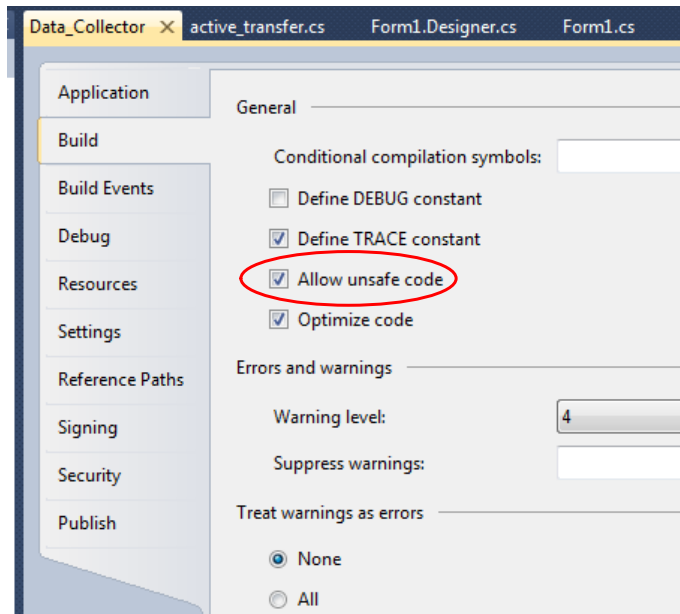 Data_Collector active_transfer.cs Form1.Designer.cs Form1.cs
Application
Build
Build Events
Debug
Resources
Settings
Reference Paths
Signing
Security
Publish
General
Conditional compilation symbols:
Define DEBUG constant
Define TRACE constant
Allow unsafe code
Optimize code
Errors and warnings
Warning level: 4
Suppress warnings:
Treat warnings as errors
None
All